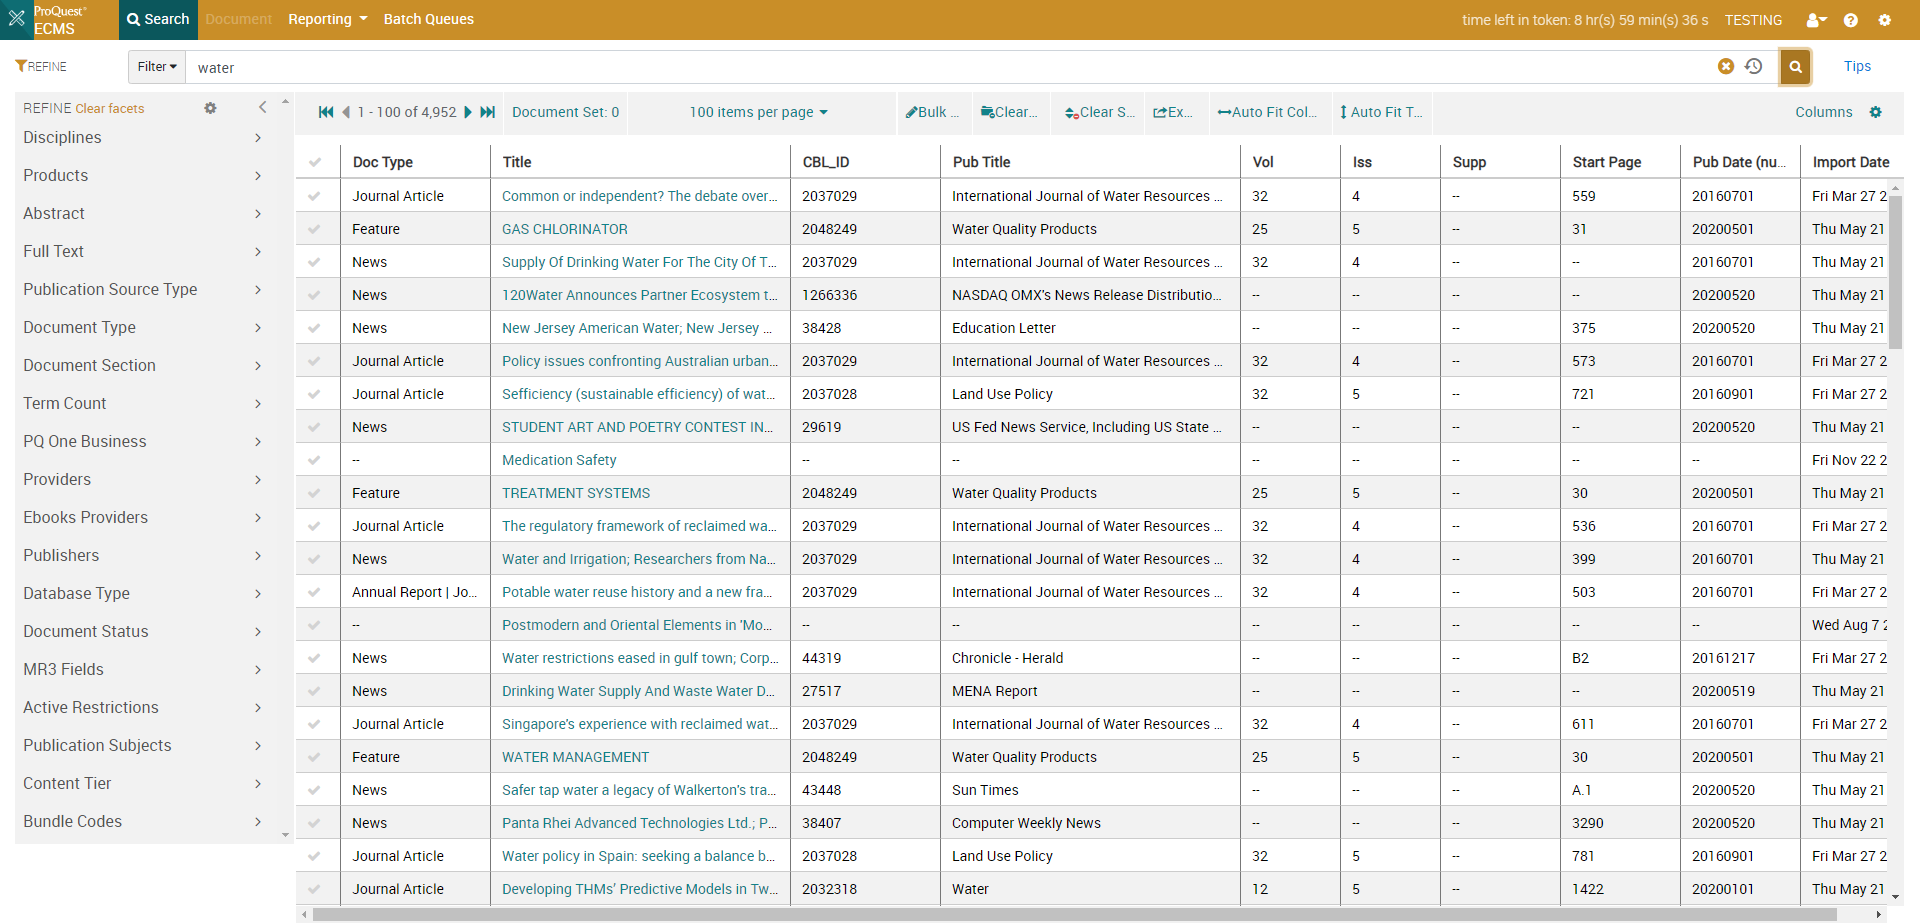 ProQuest® ECMS Search Document Reporting Batch Queues time left in token: 8 hr(s) 59 min(s) 36 s TESTING
REFINE Filter water Tips
REFINE Clear facets
Disciplines
Products
Abstract
Full Text
Publication Source Type
Document Type
Document Section
Term Count
PQ One Business
Providers
Ebooks Providers
Publishers
Database Type
Document Status
MR3 Fields
Active Restrictions
Publication Subjects
Content Tier
Bundle Codes
1 - 100 of 4,952 Document Set: 0 100 items per page Bulk ... Clear... Clear S... Ex... Auto Fit Col... Auto Fit T... Columns
Doc Type Title CBL_ID Pub Title Vol Iss Supp Start Page Pub Date (nu... Import Date
Journal Article Common or independent? The debate over... 2037029 International Journal of Water Resources ... 32 4 -- 559 20160701 Fri Mar 27 2
Feature GAS CHLORINATOR 2048249 Water Quality Products 25 5 -- 31 20200501 Thu May 21
News Supply Of Drinking Water For The City Of T... 2037029 International Journal of Water Resources ... 32 4 -- -- 20160701 Thu May 21
News 120Water Announces Partner Ecosystem t... 1266336 NASDAQ OMX's News Release Distributio... -- -- -- -- 20200520 Thu May 21
News New Jersey American Water; New Jersey ... 38428 Education Letter -- -- -- 375 20200520 Thu May 21
Journal Article Policy issues confronting Australian urban... 2037029 International Journal of Water Resources ... 32 4 -- 573 20160701 Fri Mar 27 2
Journal Article Sefficiency (sustainable efficiency) of wat... 2037028 Land Use Policy 32 5 -- 721 20160901 Fri Mar 27 2
News STUDENT ART AND POETRY CONTEST IN... 29619 US Fed News Service, Including US State ... -- -- -- -- 20200520 Thu May 21
-- Medication Safety -- -- -- -- -- -- -- Fri Nov 22 2
Feature TREATMENT SYSTEMS 2048249 Water Quality Products 25 5 -- 30 20200501 Thu May 21
Journal Article The regulatory framework of reclaimed wa... 2037029 International Journal of Water Resources ... 32 4 -- 536 20160701 Fri Mar 27 2
News Water and Irrigation; Researchers from Na... 2037029 International Journal of Water Resources ... 32 4 -- 399 20160701 Thu May 21
Annual Report | Jo... Potable water reuse history and a new fra... 2037029 International Journal of Water Resources ... 32 4 -- 503 20160701 Fri Mar 27 2
-- Postmodern and Oriental Elements in 'Mo... -- -- -- -- -- -- -- Wed Aug 7 2
News Water restrictions eased in gulf town; Corp... 44319 Chronicle - Herald -- -- -- B2 20161217 Fri Mar 27 2
News Drinking Water Supply And Waste Water D... 27517 MENA Report -- -- -- -- 20200519 Thu May 21
Journal Article Singapore's experience with reclaimed wat... 2037029 International Journal of Water Resources ... 32 4 -- 611 20160701 Fri Mar 27 2
Feature WATER MANAGEMENT 2048249 Water Quality Products 25 5 -- 30 20200501 Thu May 21
News Safer tap water a legacy of Walkerton's tra... 43448 Sun Times -- -- -- A.1 20200520 Thu May 21
News Panta Rhei Advanced Technologies Ltd.; P... 38407 Computer Weekly News -- -- -- 3290 20200520 Thu May 21
Journal Article Water policy in Spain: seeking a balance b... 2037028 Land Use Policy 32 5 -- 781 20160901 Fri Mar 27 2
Journal Article Developing THMs' Predictive Models in Tw... 2032318 Water 12 5 -- 1422 20200101 Thu May 21